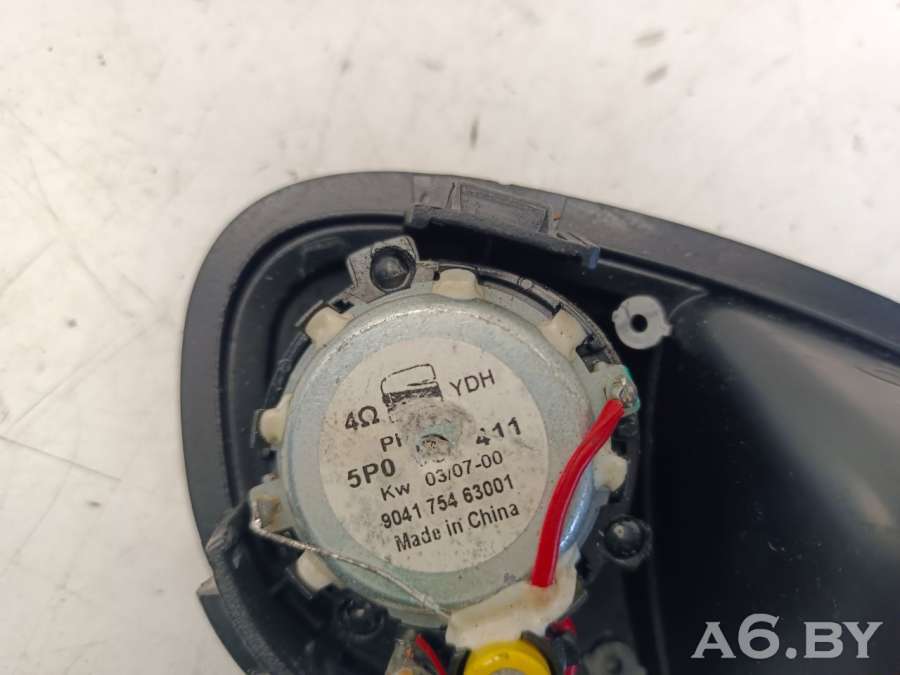 YDH
4Ω
411
5P0
Kw 03/07-00
9041 754 63001
Made in China
A6.BY